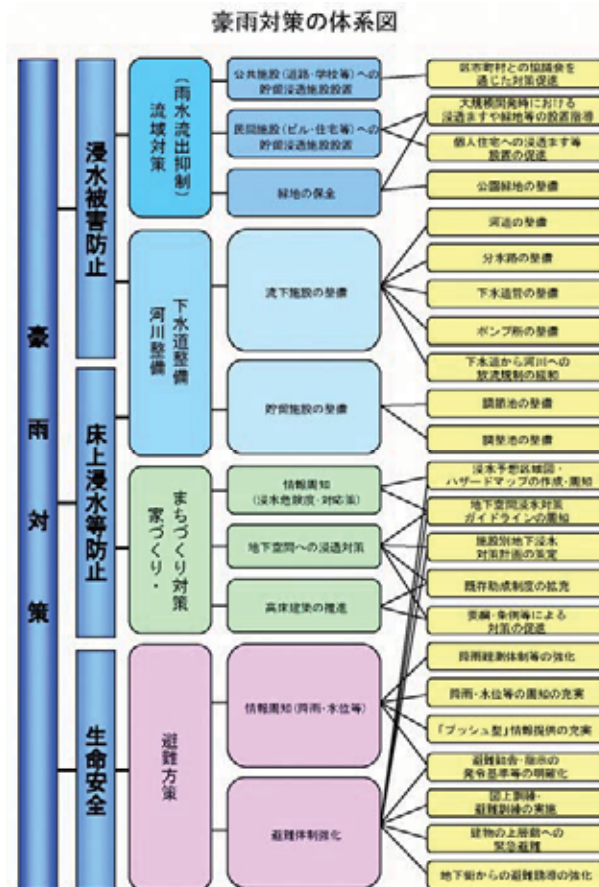 豪雨対策の体系図
豪雨対策
浸水被害防止
床上浸水等防止
生命安全
流域対策
(雨水流出抑制)
河川整備
下水道整備
家づくり・
まちづくり対策
避難方策
公共施設(道路・学校等)への
貯留浸透施設設置
民間施設(ビル・住宅等)への
貯留浸透施設設置
緑地の保全
流下施設の整備
貯留施設の整備
情報周知
(浸水危険度・対応策)
地下空間への浸透対策
高床建築の推進
情報周知(降雨・水位等)
避難体制強化
区市町村との協議会を
通じた対策促進
大規模開発時における
浸透ますや緑地等の設置指導
個人住宅への浸透ます等
設置の促進
公園緑地の整備
河道の整備
分水路の整備
下水道管の整備
ポンプ所の整備
下水道から河川への
放流規制の緩和
調節池の整備
調整池の整備
浸水予想区域図・
ハザードマップの作成・周知
地下空間浸水対策
ガイドラインの周知
施設別地下浸水
対策計画の策定
既存助成制度の拡充
要綱・条例等による
対策の促進
降雨観測体制等の強化
降雨・水位等の周知の充実
「プッシュ型」情報提供の充実
避難勧告・指示の
発令基準等の明確化
図上訓練・
避難訓練の実施
建物の上層階への
緊急避難
地下街からの避難誘導の強化